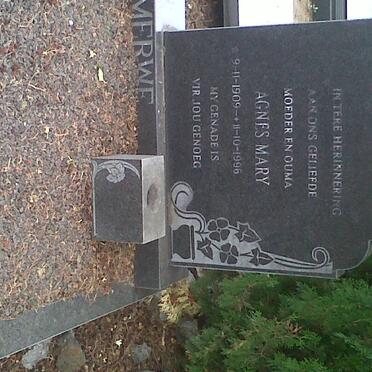 IN TERE HERINNERING
AAN ONS GELIEFDE
MOEDER EN OUMA
AGNES MARY
☆ 9-11-1909 - ✝ 11-10-1996
MY GENADE IS
VIR JOU GENOEG
MERWE